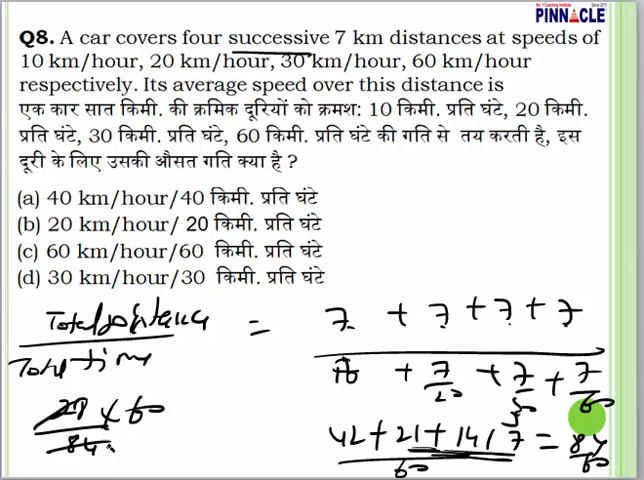 PINNACLE
Q8. A car covers four successive 7 km distances at speeds of
10 km/hour, 20 km/hour, 30 km/hour, 60 km/hour
respectively. Its average speed over this distance is
एक कार सात किमी. की क्रमिक दूरियों को क्रमश: 10 किमी. प्रति घंटे, 20 किमी.
प्रति घंटे, 30 किमी. प्रति घंटे, 60 किमी. प्रति घंटे की गति से तय करती है, इस
दूरी के लिए उसकी औसत गति क्या है ?
(a) 40 km/hour/40 किमी. प्रति घंटे
(b) 20 km/hour/ 20 किमी. प्रति घंटे
(c) 60 km/hour/60 किमी. प्रति घंटे
(d) 30 km/hour/30 किमी. प्रति घंटे
Total distance = 7 + 7 + 7 + 7
Total time + 7 + 7 + 7
20 60
× 60
42 + 21 + 14 7 = 84
84 60 60